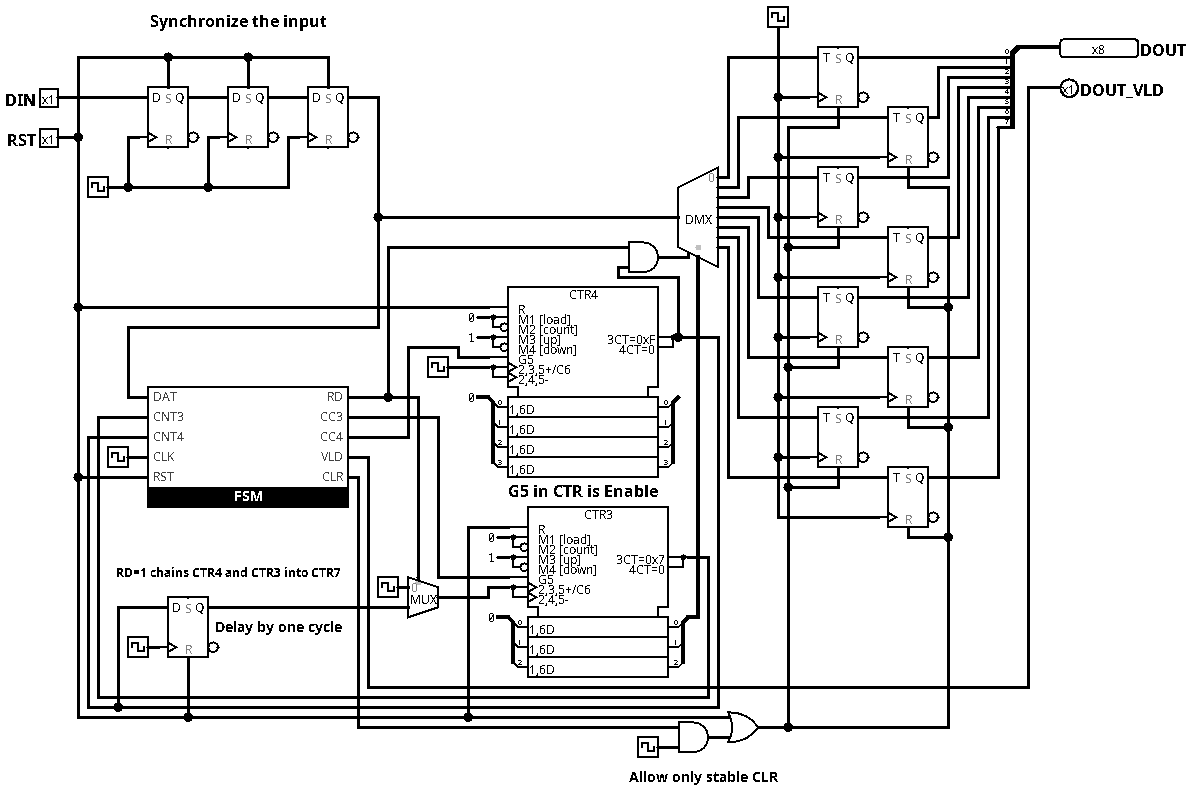 Synchronize the input
DIN x1
RST x1
D S Q
R
D S Q
R
D S Q
R
x8 DOUT
x1 DOUT_VLD
0
1
2
3
4
5
6
7
T S Q
R
T S Q
R
T S Q
R
T S Q
R
T S Q
R
T S Q
R
T S Q
R
T S Q
R
0
DMX
CTR4
R
0 M1 [load]
M2 [count]
1 M3 [up]
M4 [down]
G5
2,3,5+/C6
2,4,5-
3CT=0xF
4CT=0
0
0 1,6D 0
1 1,6D 1
2 1,6D 2
3 1,6D 3
G5 in CTR is Enable
DAT RD
CNT3 CC3
CNT4 CC4
CLK VLD
RST CLR
FSM
CTR3
R
0 M1 [load]
M2 [count]
1 M3 [up]
M4 [down]
G5
2,3,5+/C6
2,4,5-
3CT=0x7
4CT=0
0
0 1,6D 0
1 1,6D 1
2 1,6D 2
RD=1 chains CTR4 and CTR3 into CTR7
0
MUX
D S Q
R
Delay by one cycle
Allow only stable CLR